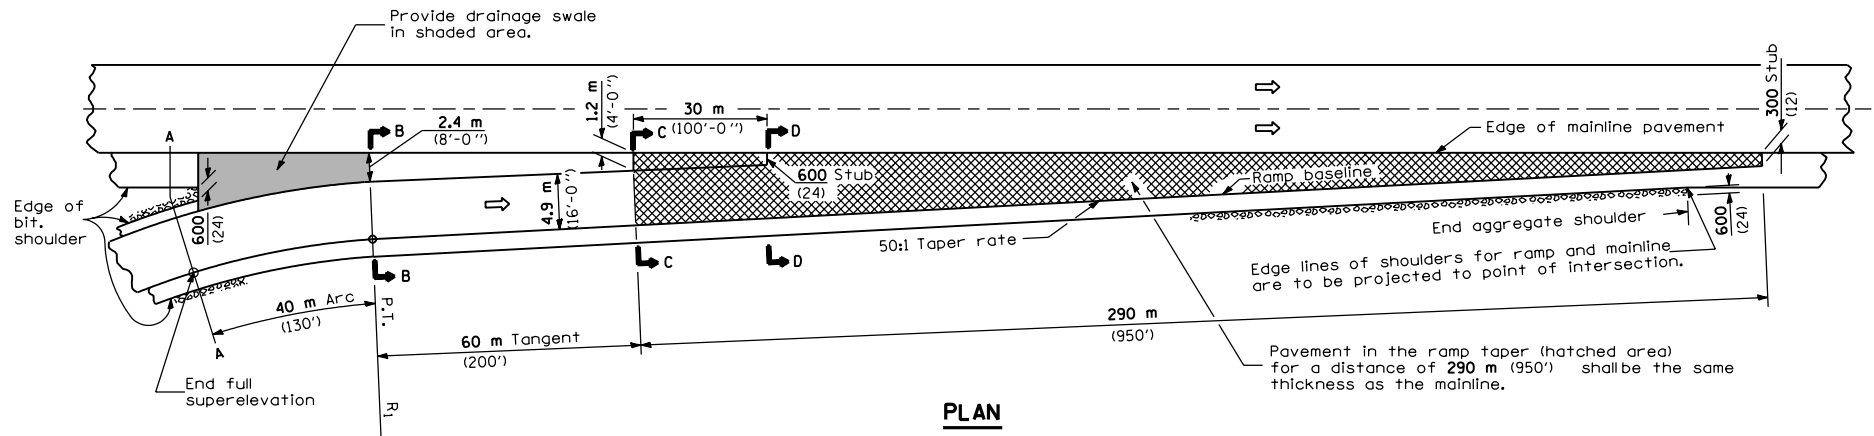 Provide drainage swale
in shaded area.
300 Stub
(12)
1.2 m
(4'-0")
30 m
(100'-0")
2.4 m
(8'-0")
A
B
C
D
Edge of mainline pavement
600 Stub
(24)
Ramp baseline
4.9 m
(16'-0")
Edge of
bit.
shoulder
600
(24)
50:1 Taper rate
End aggregate shoulder
600
(24)
B
C
D
Edge lines of shoulders for ramp and mainline
are to be projected to point of intersection.
40 m Arc
(130')
P.T.
A
60 m Tangent
(200')
290 m
(950')
End full
superelevation
R1
Pavement in the ramp taper (hatched area)
for a distance of 290 m (950') shall be the same
thickness as the mainline.
PLAN